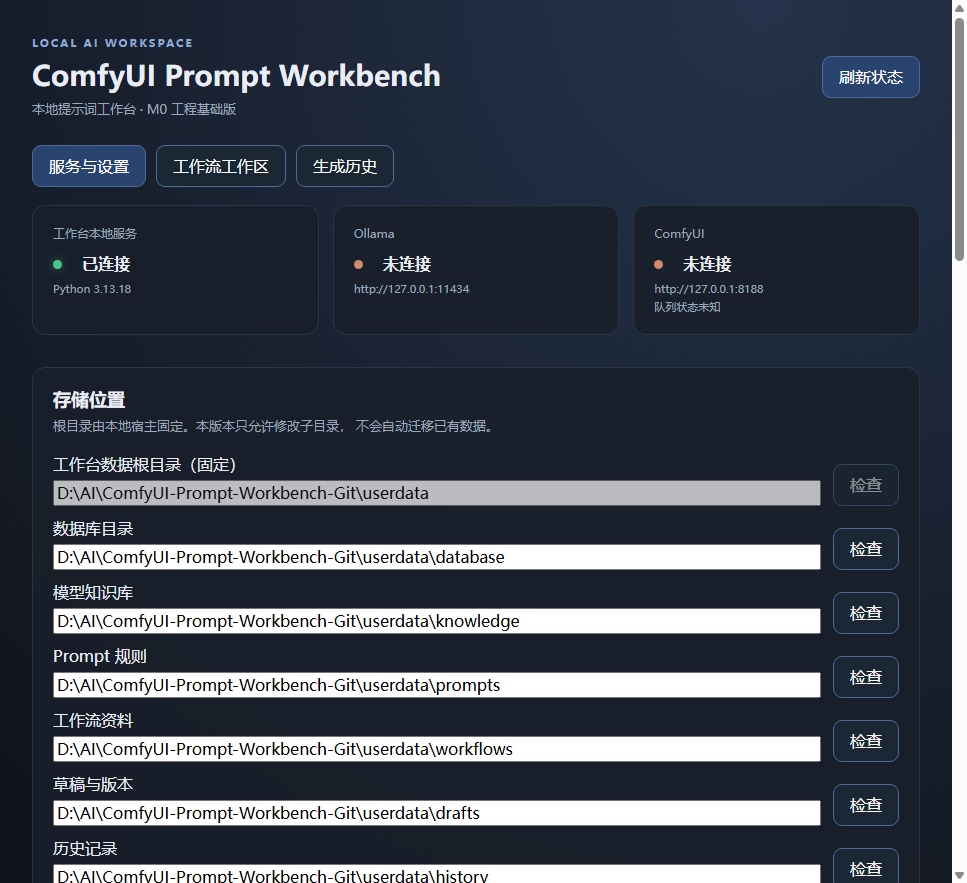 LOCAL AI WORKSPACE
ComfyUI Prompt Workbench
本地提示词工作台 · M0 工程基础版
刷新状态
服务与设置
工作流工作区
生成历史
工作台本地服务
已连接
Python 3.13.18
Ollama
未连接
http://127.0.0.1:11434
ComfyUI
未连接
http://127.0.0.1:8188
队列状态未知
存储位置
根目录由本地宿主固定。本版本只允许修改子目录， 不会自动迁移已有数据。
工作台数据根目录（固定）
D:\AI\ComfyUI-Prompt-Workbench-Git\userdata
检查
数据库目录
D:\AI\ComfyUI-Prompt-Workbench-Git\userdata\database
检查
模型知识库
D:\AI\ComfyUI-Prompt-Workbench-Git\userdata\knowledge
检查
Prompt 规则
D:\AI\ComfyUI-Prompt-Workbench-Git\userdata\prompts
检查
工作流资料
D:\AI\ComfyUI-Prompt-Workbench-Git\userdata\workflows
检查
草稿与版本
D:\AI\ComfyUI-Prompt-Workbench-Git\userdata\drafts
检查
历史记录
D:\AI\ComfyUI-Prompt-Workbench-Git\userdata\history
检查